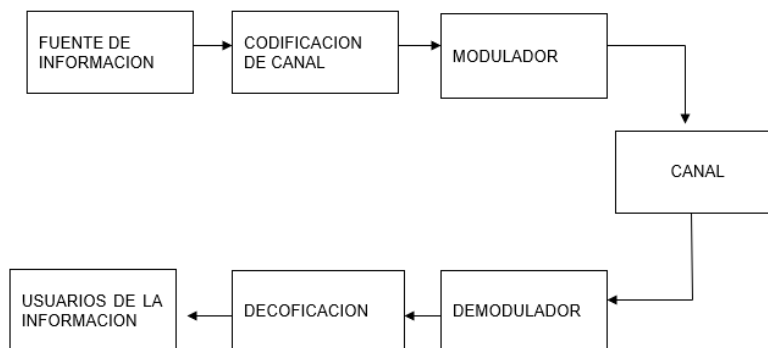 FUENTE DE
INFORMACION
CODIFICACION
DE CANAL
MODULADOR
CANAL
USUARIOS DE LA
INFORMACION
DECOFICACION
DEMODULADOR